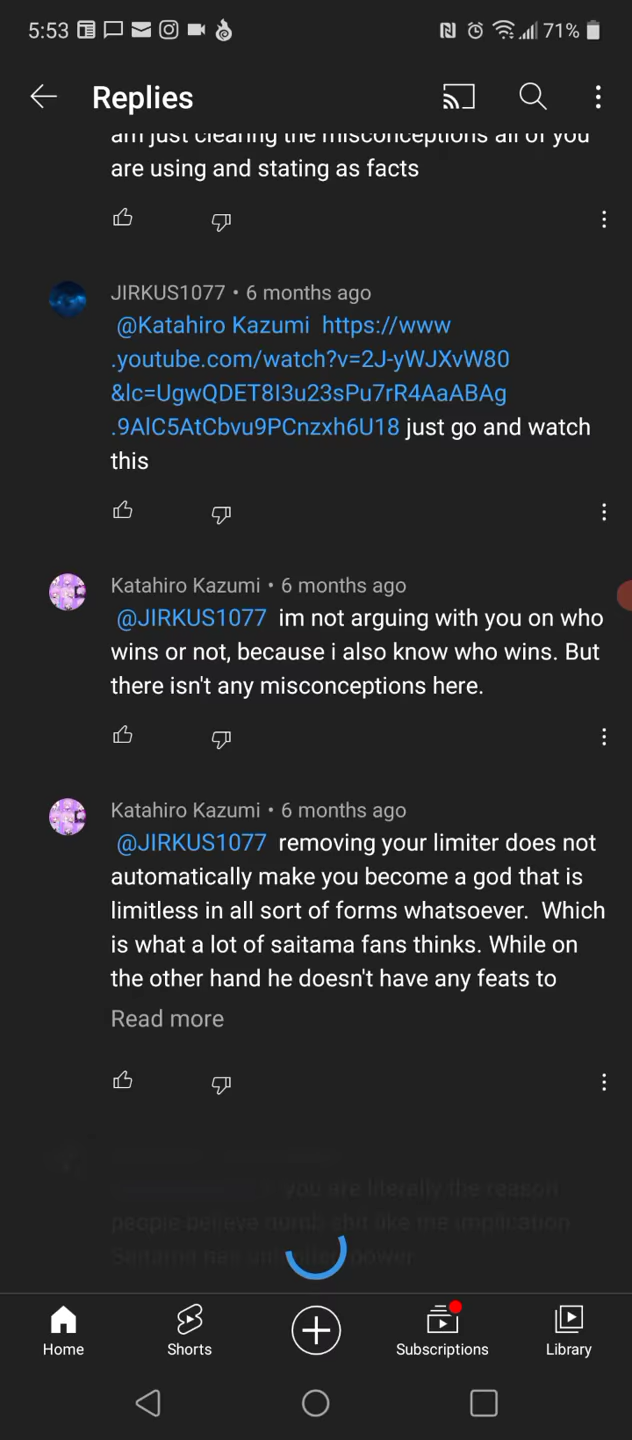 5:53
71%
Replies
am just clearing the misconceptions all of you
are using and stating as facts
JIRKUS1077 • 6 months ago
@Katahiro Kazumi https://www
.youtube.com/watch?v=2J-yWJXvW80
&lc=UgwQDET8I3u23sPu7rR4AaABAg
.9AlC5AtCbvu9PCnzxh6U18 just go and watch
this
Katahiro Kazumi • 6 months ago
@JIRKUS1077 im not arguing with you on who
wins or not, because i also know who wins. But
there isn't any misconceptions here.
Katahiro Kazumi • 6 months ago
@JIRKUS1077 removing your limiter does not
automatically make you become a god that is
limitless in all sort of forms whatsoever. Which
is what a lot of saitama fans thinks. While on
the other hand he doesn't have any feats to
Read more
you are literally the reason
people believe dumb shit like the implication
Saitama has power
Home
Shorts
Subscriptions
Library